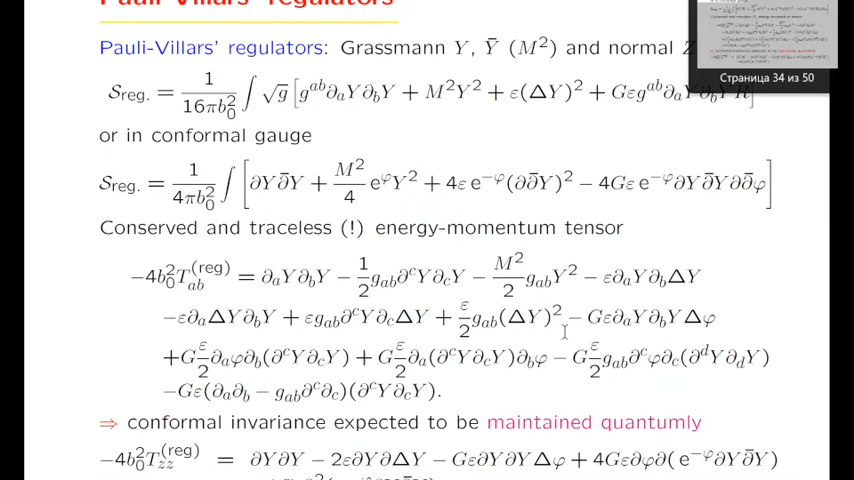 Pauli-Villars' regulators
Pauli-Villars' regulators: Grassmann Y, Ȳ (M²) and normal Z
S_reg. = 1/(16πb₀²) ∫ √g [g^{ab}∂_aY∂_bY + M²Y² + ε(ΔY)² + Gεg^{ab}∂_aY∂_bY R]
Страница 34 из 50
or in conformal gauge
S_reg. = 1/(4πb₀²) ∫ [∂Y∂̄Y + M²/4 e^φY² + 4ε e^{−φ}(∂∂̄Y)² − 4Gε e^{−φ}∂Y∂̄Y∂∂̄φ]
Conserved and traceless (!) energy-momentum tensor
−4b₀²T_{ab}^{(reg)} = ∂_aY∂_bY − 1/2 g_{ab}∂^cY∂_cY − M²/2 g_{ab}Y² − ε∂_aY∂_bΔY
−ε∂_aΔY∂_bY + εg_{ab}∂^cY∂_cΔY + ε/2 g_{ab}(ΔY)² − Gε∂_aY∂_bYΔφ
+G ε/2 ∂_aφ∂_b(∂^cY∂_cY) + G ε/2 ∂_a(∂^cY∂_cY)∂_bφ − G ε/2 g_{ab}∂^cφ∂_c(∂^dY∂_dY)
−Gε(∂_a∂_b − g_{ab}∂^c∂_c)(∂^cY∂_cY).
⇒ conformal invariance expected to be maintained quantumly
−4b₀²T_{zz}^{(reg)} = ∂Y∂Y − 2ε∂Y∂ΔY − Gε∂Y∂YΔφ + 4Gε∂φ∂(e^{−φ}∂Y∂̄Y)